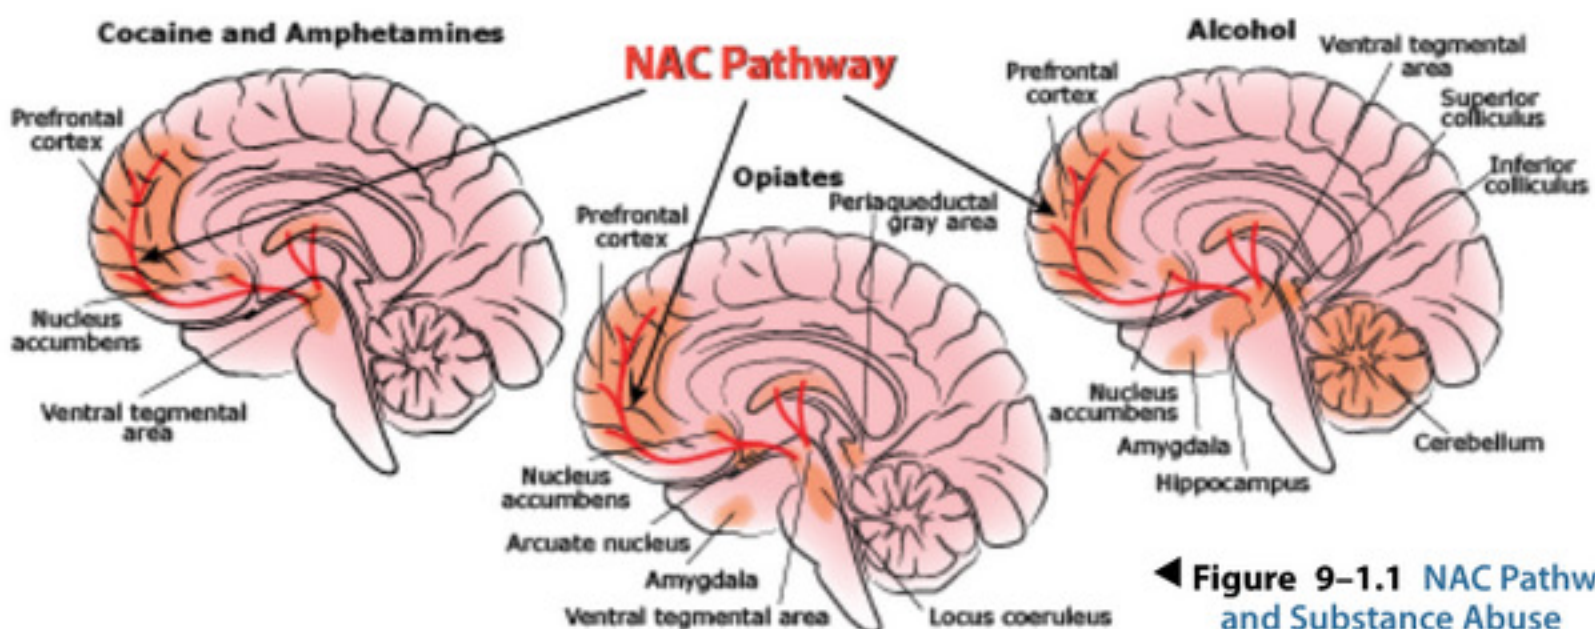 Cocaine and Amphetamines
NAC Pathway
Prefrontal
cortex
Nucleus
accumbens
Ventral tegmental
area
Opiates
Prefrontal
cortex
Periaqueductal
gray area
Nucleus
accumbens
Arcuate nucleus
Amygdala
Ventral tegmental area
Locus coeruleus
Alcohol
Prefrontal
cortex
Ventral tegmental
area
Superior
colliculus
Inferior
colliculus
Nucleus
accumbens
Amygdala
Hippocampus
Cerebellum
◄ Figure 9–1.1 NAC Pathw
and Substance Abuse